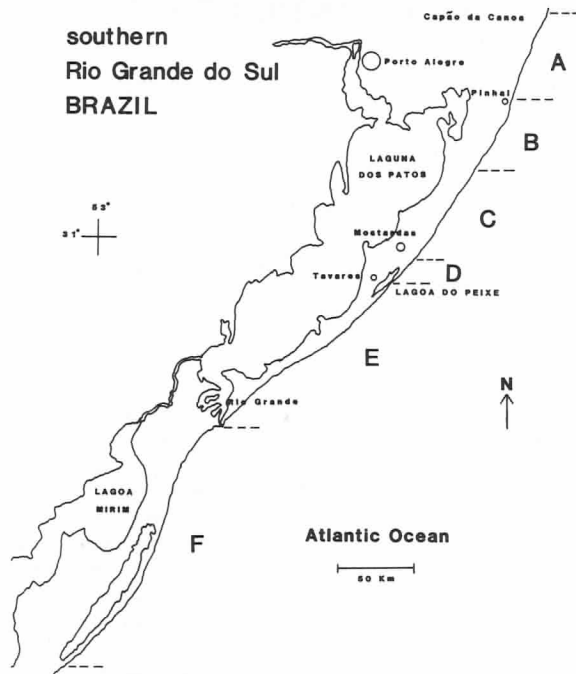 southern
Rio Grande do Sul
BRAZIL
Capão da Canoa
Porto Alegre
A
Pinhal
B
LAGUNA
DOS PATOS
C
53°
31°
Mostardas
D
Tavares
LAGOA DO PEIXE
E
N
Rio Grande
LAGOA
MIRIM
F
Atlantic Ocean
50 Km